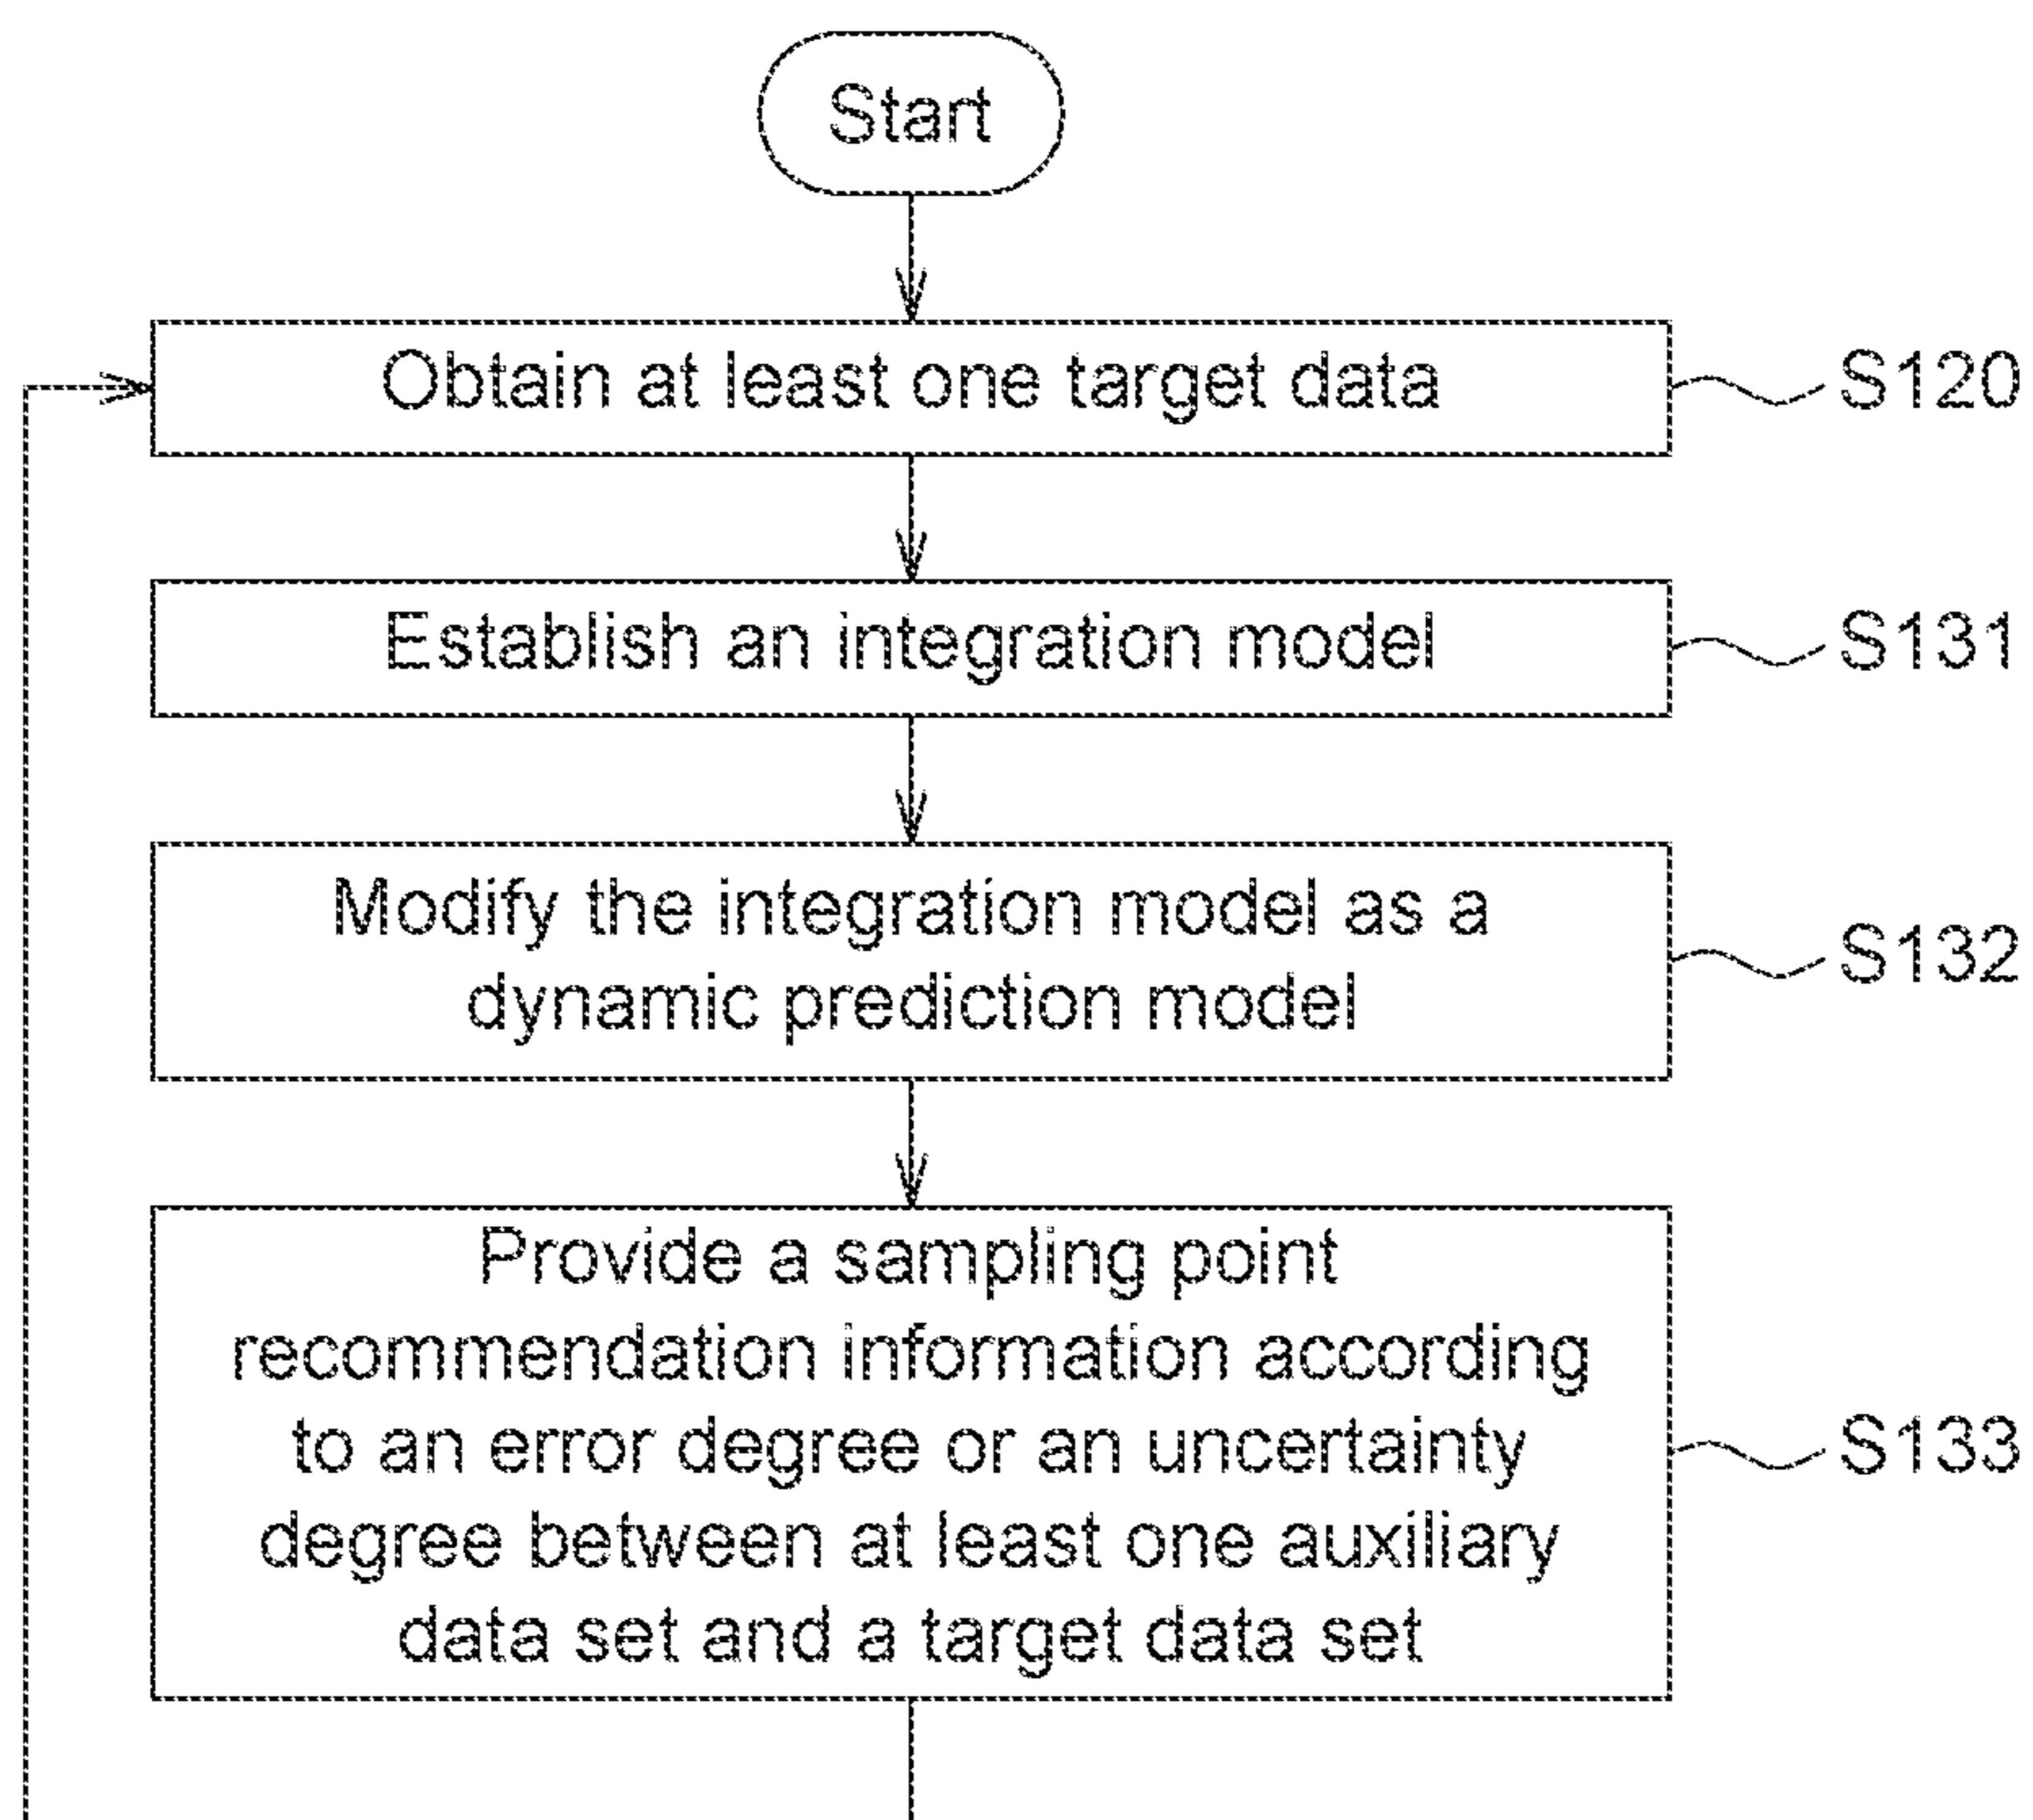 Start
Obtain at least one target data
S120
Establish an integration model
S131
Modify the integration model as a
dynamic prediction model
S132
Provide a sampling point
recommendation information according
to an error degree or an uncertainty
degree between at least one auxiliary
data set and a target data set
S133